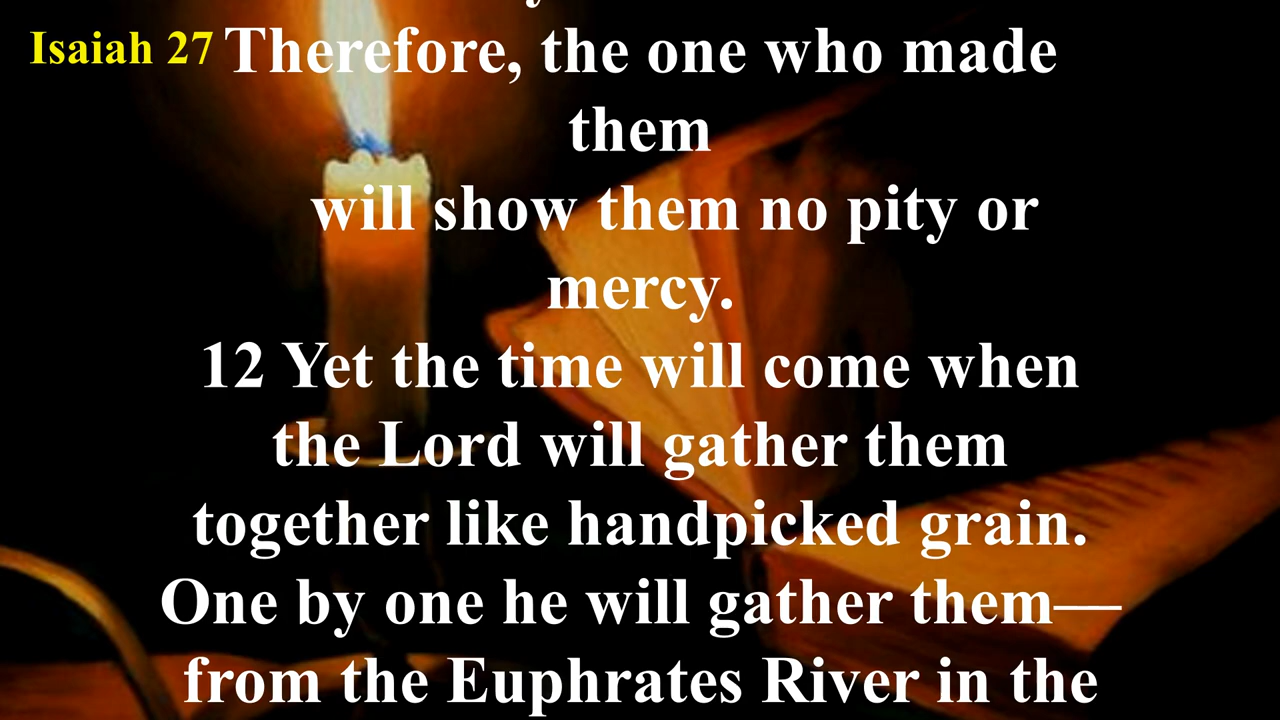 Isaiah 27
Therefore, the one who made
them
will show them no pity or
mercy.
12 Yet the time will come when
the Lord will gather them
together like handpicked grain.
One by one he will gather them—
from the Euphrates River in the